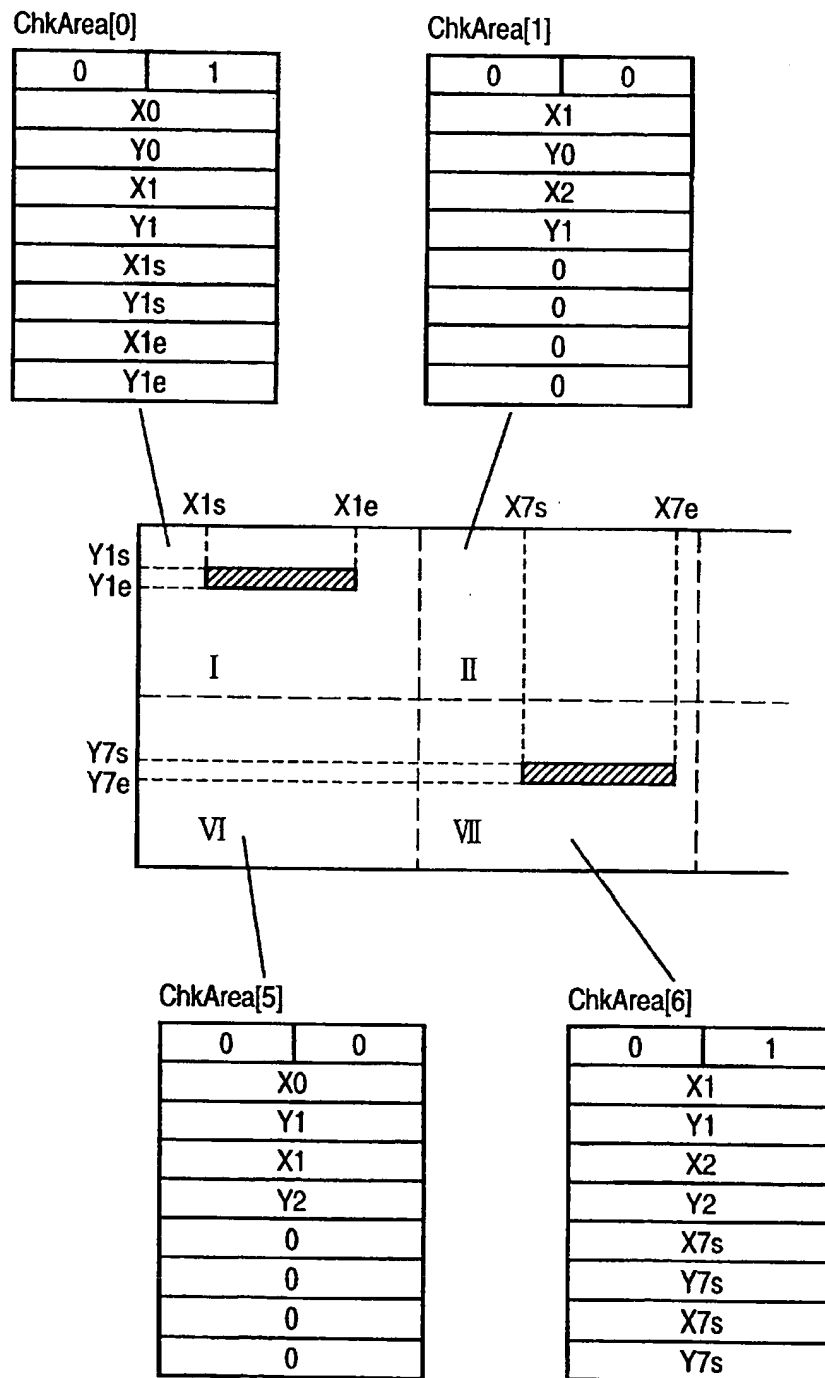 ChkArea[0]
0 1
X0
Y0
X1
Y1
X1s
Y1s
X1e
Y1e
ChkArea[1]
0 0
X1
Y0
X2
Y1
0
0
0
0
X1s X1e X7s X7e
Y1s
Y1e
I II
Y7s
Y7e
VI VII
ChkArea[5]
0 0
X0
Y1
X1
Y2
0
0
0
0
ChkArea[6]
0 1
X1
Y1
X2
Y2
X7s
Y7s
X7s
Y7s